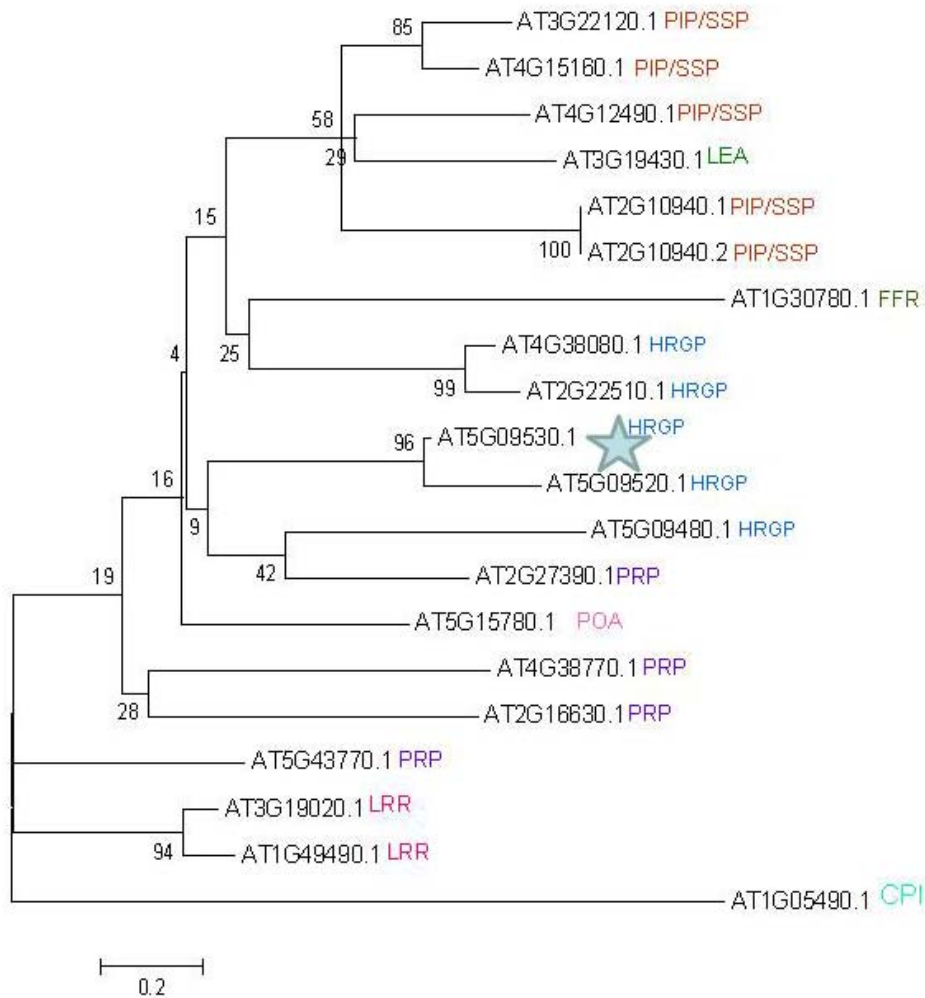 85
AT3G22120.1 PIP/SSP
AT4G15160.1 PIP/SSP
58
AT4G12490.1 PIP/SSP
29
AT3G19430.1 LEA
15
AT2G10940.1 PIP/SSP
100
AT2G10940.2 PIP/SSP
AT1G30780.1 FFR
4
25
AT4G38080.1 HRGP
99
AT2G22510.1 HRGP
96
AT5G09530.1 HRGP
16
AT5G09520.1 HRGP
9
AT5G09480.1 HRGP
19
42
AT2G27390.1 PRP
AT5G15780.1 POA
AT4G38770.1 PRP
28
AT2G16630.1 PRP
AT5G43770.1 PRP
AT3G19020.1 LRR
94
AT1G49490.1 LRR
AT1G05490.1 CPI
0.2